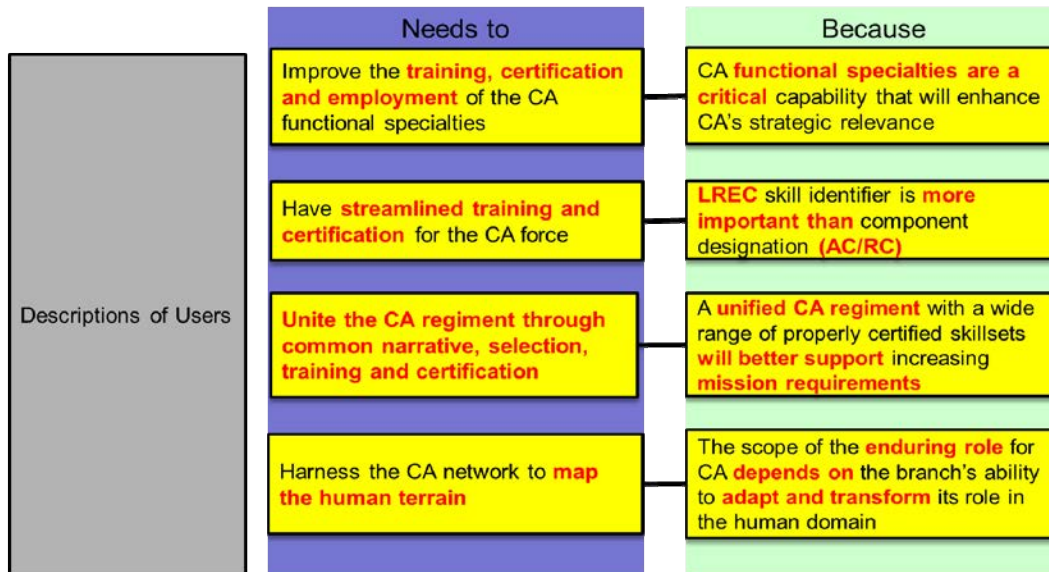 Needs to
Because
Improve the training, certification
and employment of the CA
functional specialties
CA functional specialties are a
critical capability that will enhance
CA's strategic relevance
Have streamlined training and
certification for the CA force
LREC skill identifier is more
important than component
designation (AC/RC)
Descriptions of Users
Unite the CA regiment through
common narrative, selection,
training and certification
A unified CA regiment with a wide
range of properly certified skillsets
will better support increasing
mission requirements
Harness the CA network to map
the human terrain
The scope of the enduring role for
CA depends on the branch's ability
to adapt and transform its role in
the human domain